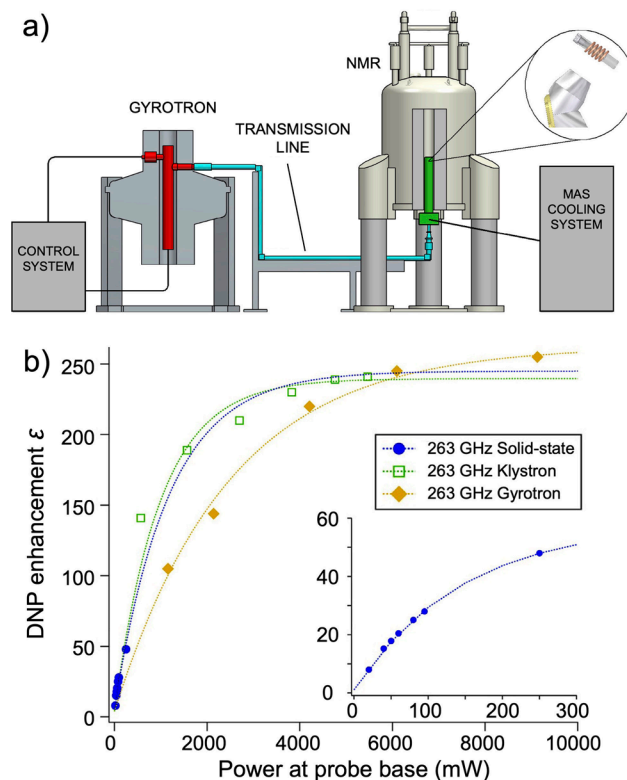 a)
NMR
GYROTRON
TRANSMISSION
LINE
CONTROL
SYSTEM
MAS
COOLING
SYSTEM
b)
250
200
150
100
50
0
DNP enhancement ε
263 GHz Solid-state
263 GHz Klystron
263 GHz Gyrotron
60
40
20
0
0
100
200
300
0
2000
4000
6000
8000
10000
Power at probe base (mW)